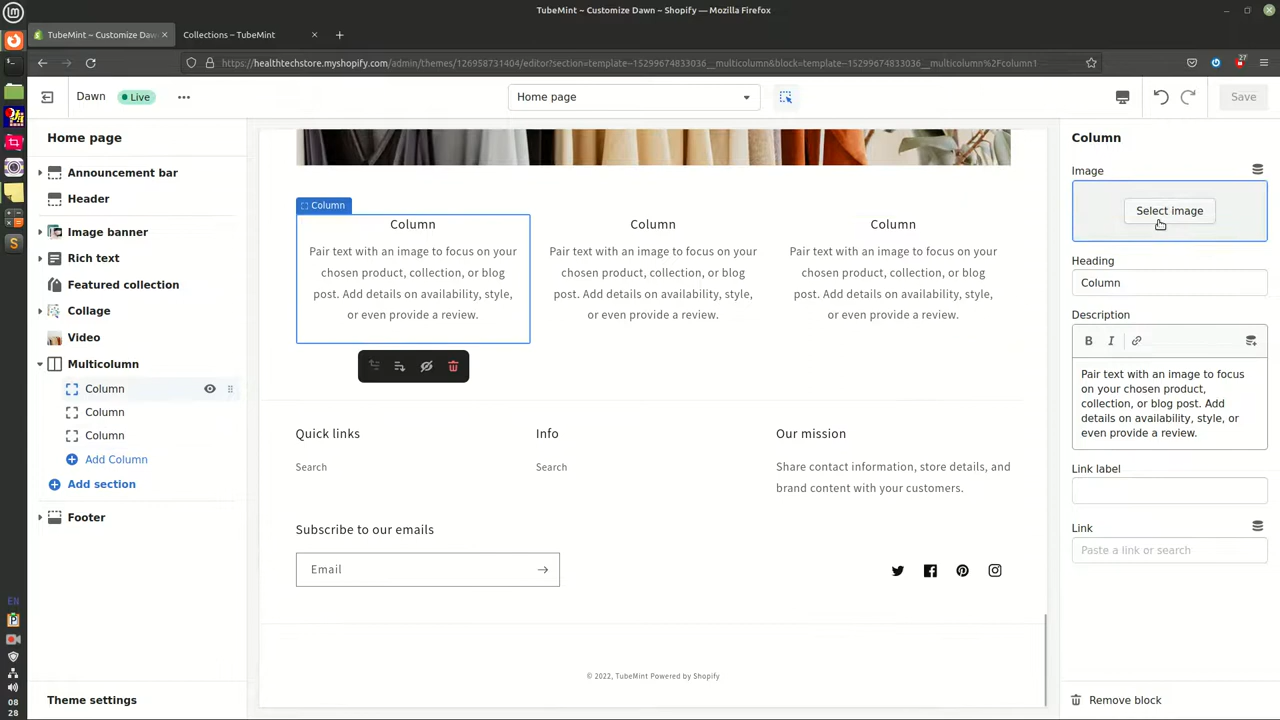 TubeMint ~ Customize Dawn ~ Shopify — Mozilla Firefox
TubeMint ~ Customize Daw
Collections – TubeMint
https://healthtechstore.myshopify.com/admin/themes/126958731404/editor?section=template--15299674833036__multicolumn&block=template--15299674833036__multicolumn%2Fcolumn1
27
Dawn
Live
Home page
Save
Home page
Announcement bar
Header
Image banner
Rich text
Featured collection
Collage
Video
Multicolumn
Column
Column
Column
Add Column
Add section
Footer
Theme settings
EN
08
28
Column
Column
Pair text with an image to focus on your
chosen product, collection, or blog
post. Add details on availability, style,
or even provide a review.
Column
Pair text with an image to focus on your
chosen product, collection, or blog
post. Add details on availability, style,
or even provide a review.
Column
Pair text with an image to focus on your
chosen product, collection, or blog
post. Add details on availability, style,
or even provide a review.
Quick links
Search
Info
Search
Our mission
Share contact information, store details, and
brand content with your customers.
Subscribe to our emails
Email
© 2022, TubeMint Powered by Shopify
Column
Image
Select image
Heading
Column
Description
B I
Pair text with an image to focus
on your chosen product,
collection, or blog post. Add
details on availability, style, or
even provide a review.
Link label
Link
Paste a link or search
Remove block